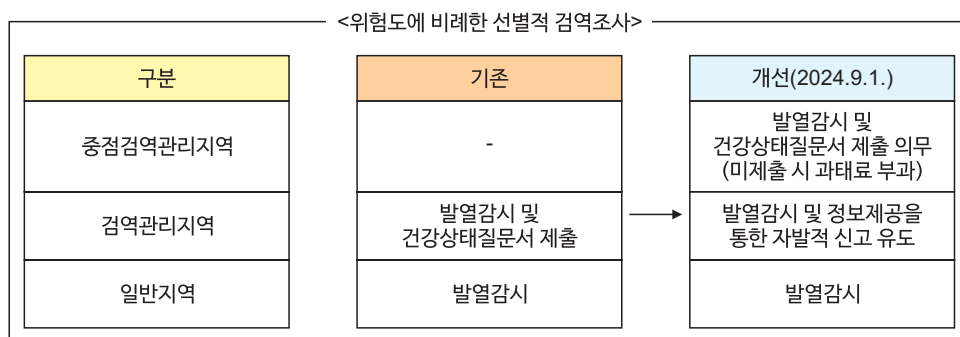 <위험도에 비례한 선별적 검역조사>
구분
기존
개선(2024.9.1.)
중점검역관리지역
-
발열감시 및
건강상태질문서 제출 의무
(미제출 시 과태료 부과)
검역관리지역
발열감시 및
건강상태질문서 제출
발열감시 및 정보제공을
통한 자발적 신고 유도
일반지역
발열감시
발열감시